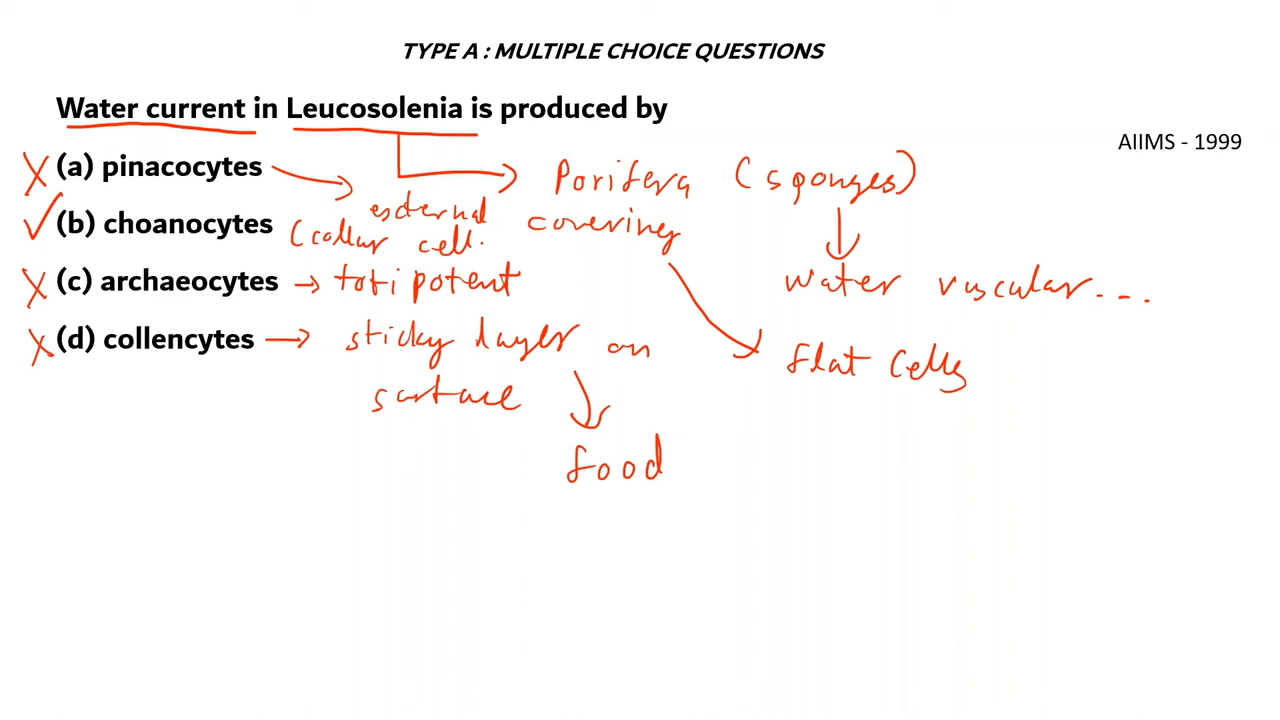 TYPE A : MULTIPLE CHOICE QUESTIONS
Water current in Leucosolenia is produced by
AIIMS - 1999
(a) pinacocytes
Porifera (sponges)
external covering
(b) choanocytes (collar cell.
(c) archaeocytes → totipotent
water vascular....
(d) collencytes → sticky layer on
surface
flat cells
food